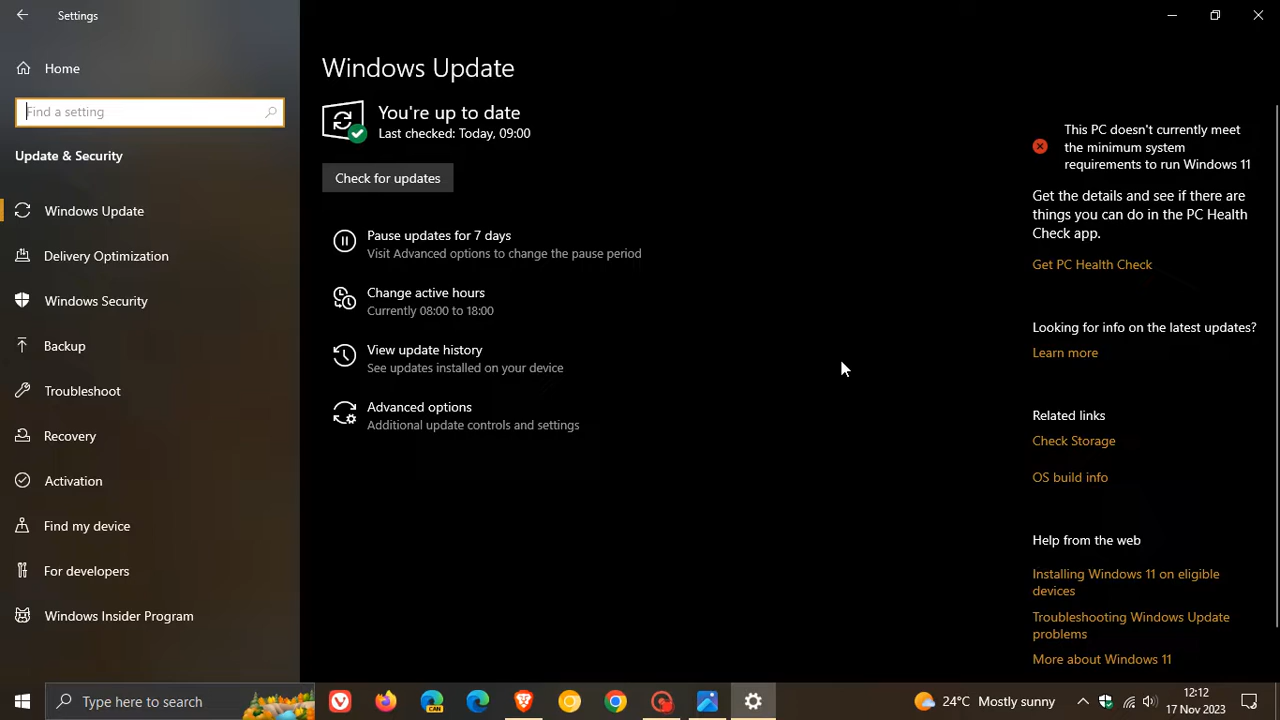 Settings
Home
Find a setting
Update & Security
Windows Update
Delivery Optimization
Windows Security
Backup
Troubleshoot
Recovery
Activation
Find my device
For developers
Windows Insider Program
Windows Update
You're up to date
Last checked: Today, 09:00
Check for updates
Pause updates for 7 days
Visit Advanced options to change the pause period
Change active hours
Currently 08:00 to 18:00
View update history
See updates installed on your device
Advanced options
Additional update controls and settings
This PC doesn't currently meet
the minimum system
requirements to run Windows 11
Get the details and see if there are
things you can do in the PC Health
Check app.
Get PC Health Check
Looking for info on the latest updates?
Learn more
Related links
Check Storage
OS build info
Help from the web
Installing Windows 11 on eligible
devices
Troubleshooting Windows Update
problems
More about Windows 11
Type here to search
CAN
24°C Mostly sunny
12:12
17 Nov 2023